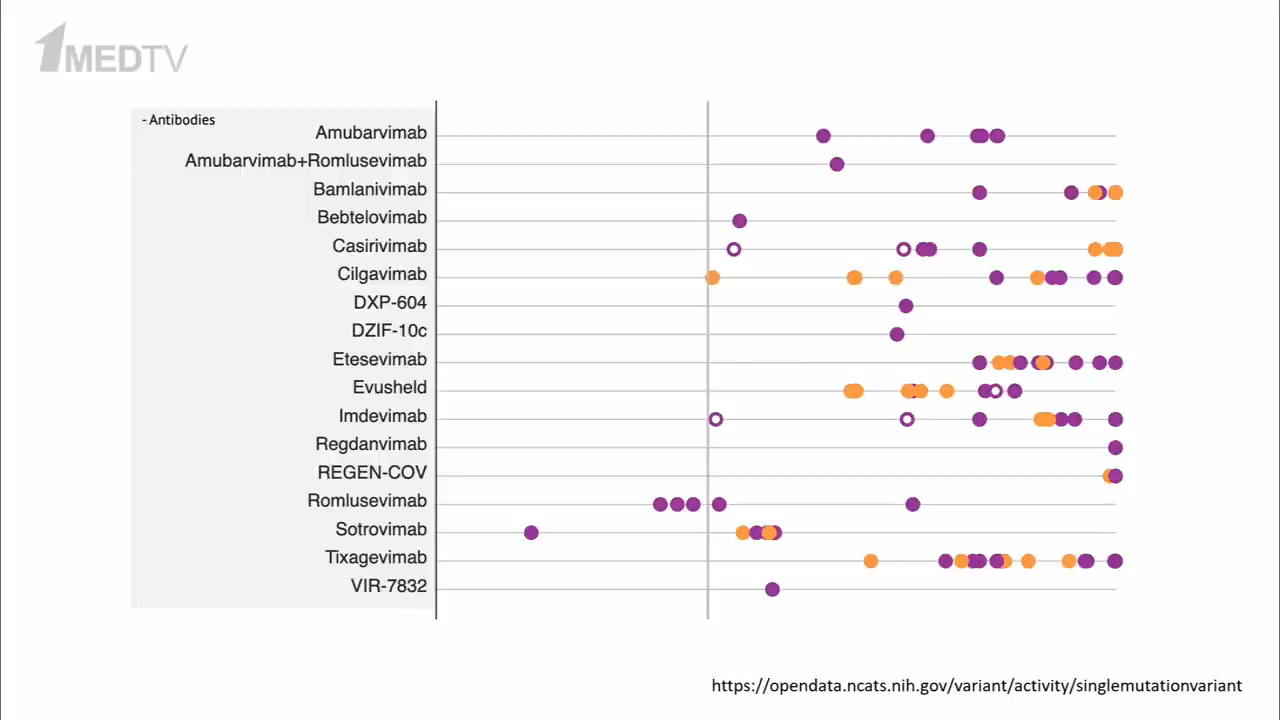 1MEDTV
- Antibodies
Amubarvimab
Amubarvimab+Romlusevimab
Bamlanivimab
Bebtelovimab
Casirivimab
Cilgavimab
DXP-604
DZIF-10c
Etesevimab
Evusheld
Imdevimab
Regdanvimab
REGEN-COV
Romlusevimab
Sotrovimab
Tixagevimab
VIR-7832
https://opendata.ncats.nih.gov/variant/activity/singlemutationvariant